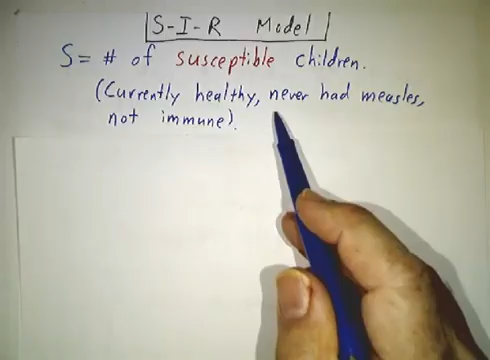 S-I-R Model
S = # of susceptible children.
(Currently healthy, never had measles,
not immune).